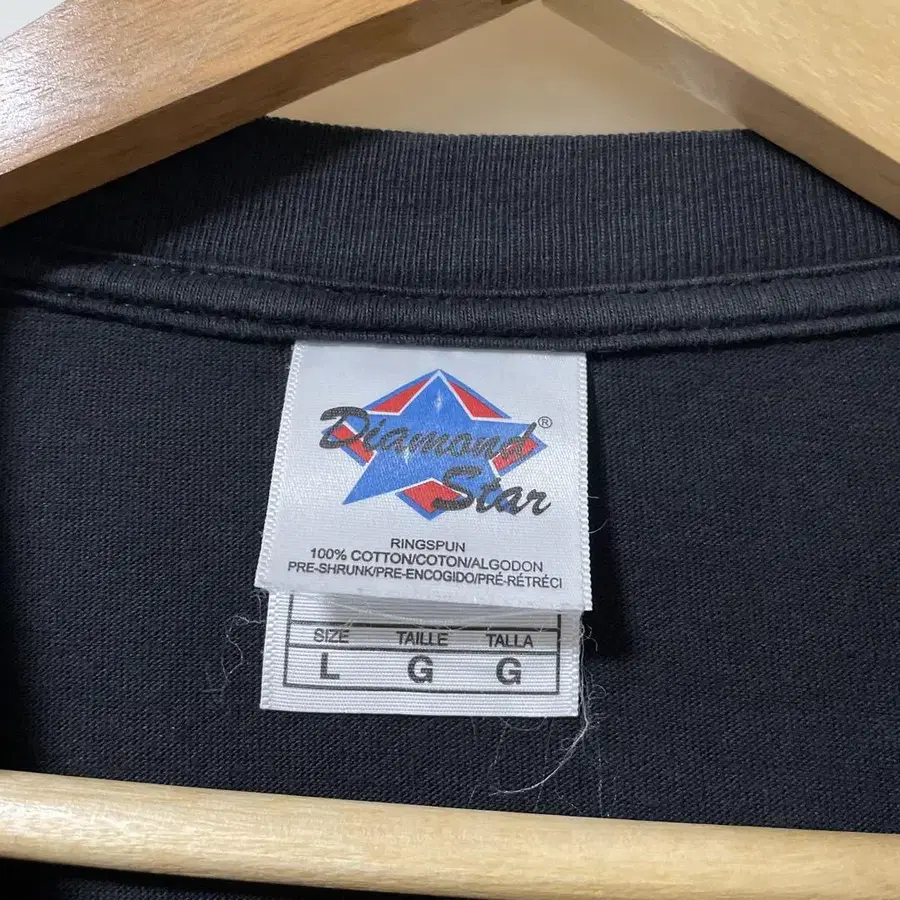 Diamond®
Star
RINGSPUN
100% COTTON/COTON/ALGODON
PRE-SHRUNK/PRE-ENCOGIDO/PRÉ-RÉTRÉCI
SIZE TAILLE TALLA
L G G